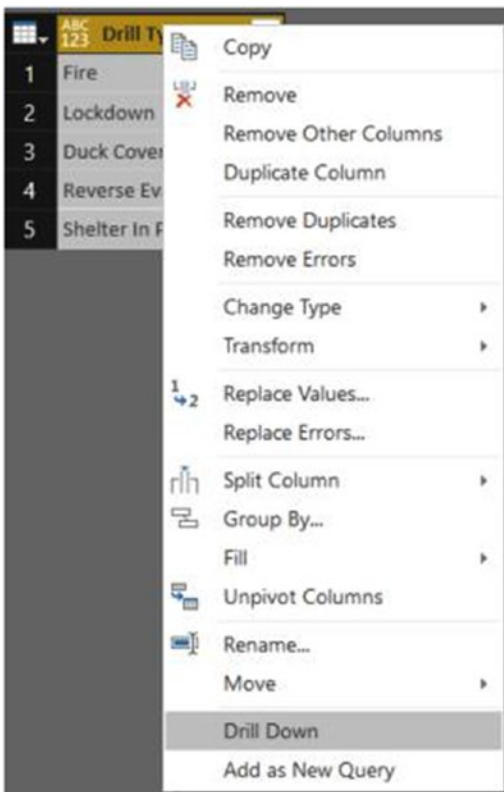 ABC
123 Drill Ty
1 Fire
2 Lockdown
3 Duck Cover
4 Reverse Ev
5 Shelter In P
Copy
Remove
Remove Other Columns
Duplicate Column
Remove Duplicates
Remove Errors
Change Type
Transform
1
2
Replace Values...
Replace Errors...
Split Column
Group By...
Fill
Unpivot Columns
Rename...
Move
Drill Down
Add as New Query